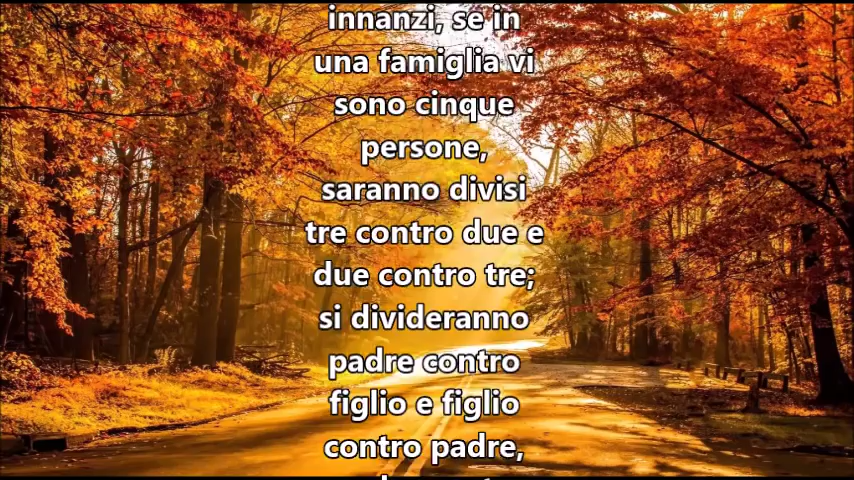 innanzi, se in
una famiglia vi
sono cinque
persone,
saranno divisi
tre contro due e
due contro tre;
si divideranno
padre contro
figlio e figlio
contro padre,